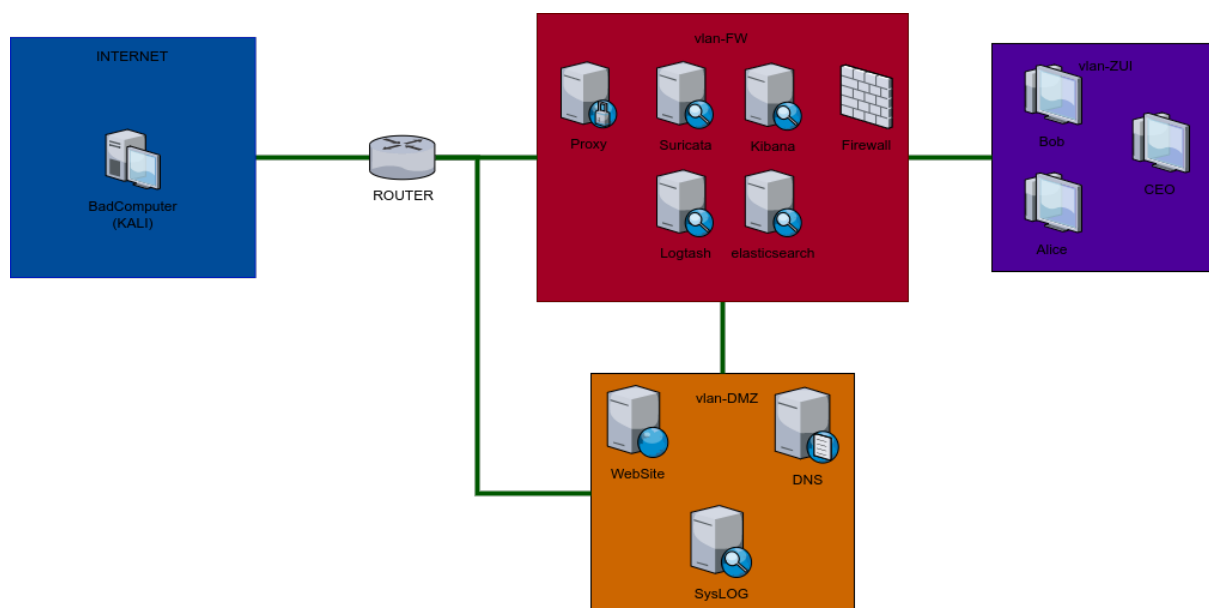 INTERNET
BadComputer
(KALI)
ROUTER
vlan-FW
Proxy
Suricata
Kibana
Firewall
Logtash
elasticsearch
vlan-ZUI
Bob
CEO
Alice
vlan-DMZ
WebSite
DNS
SysLOG